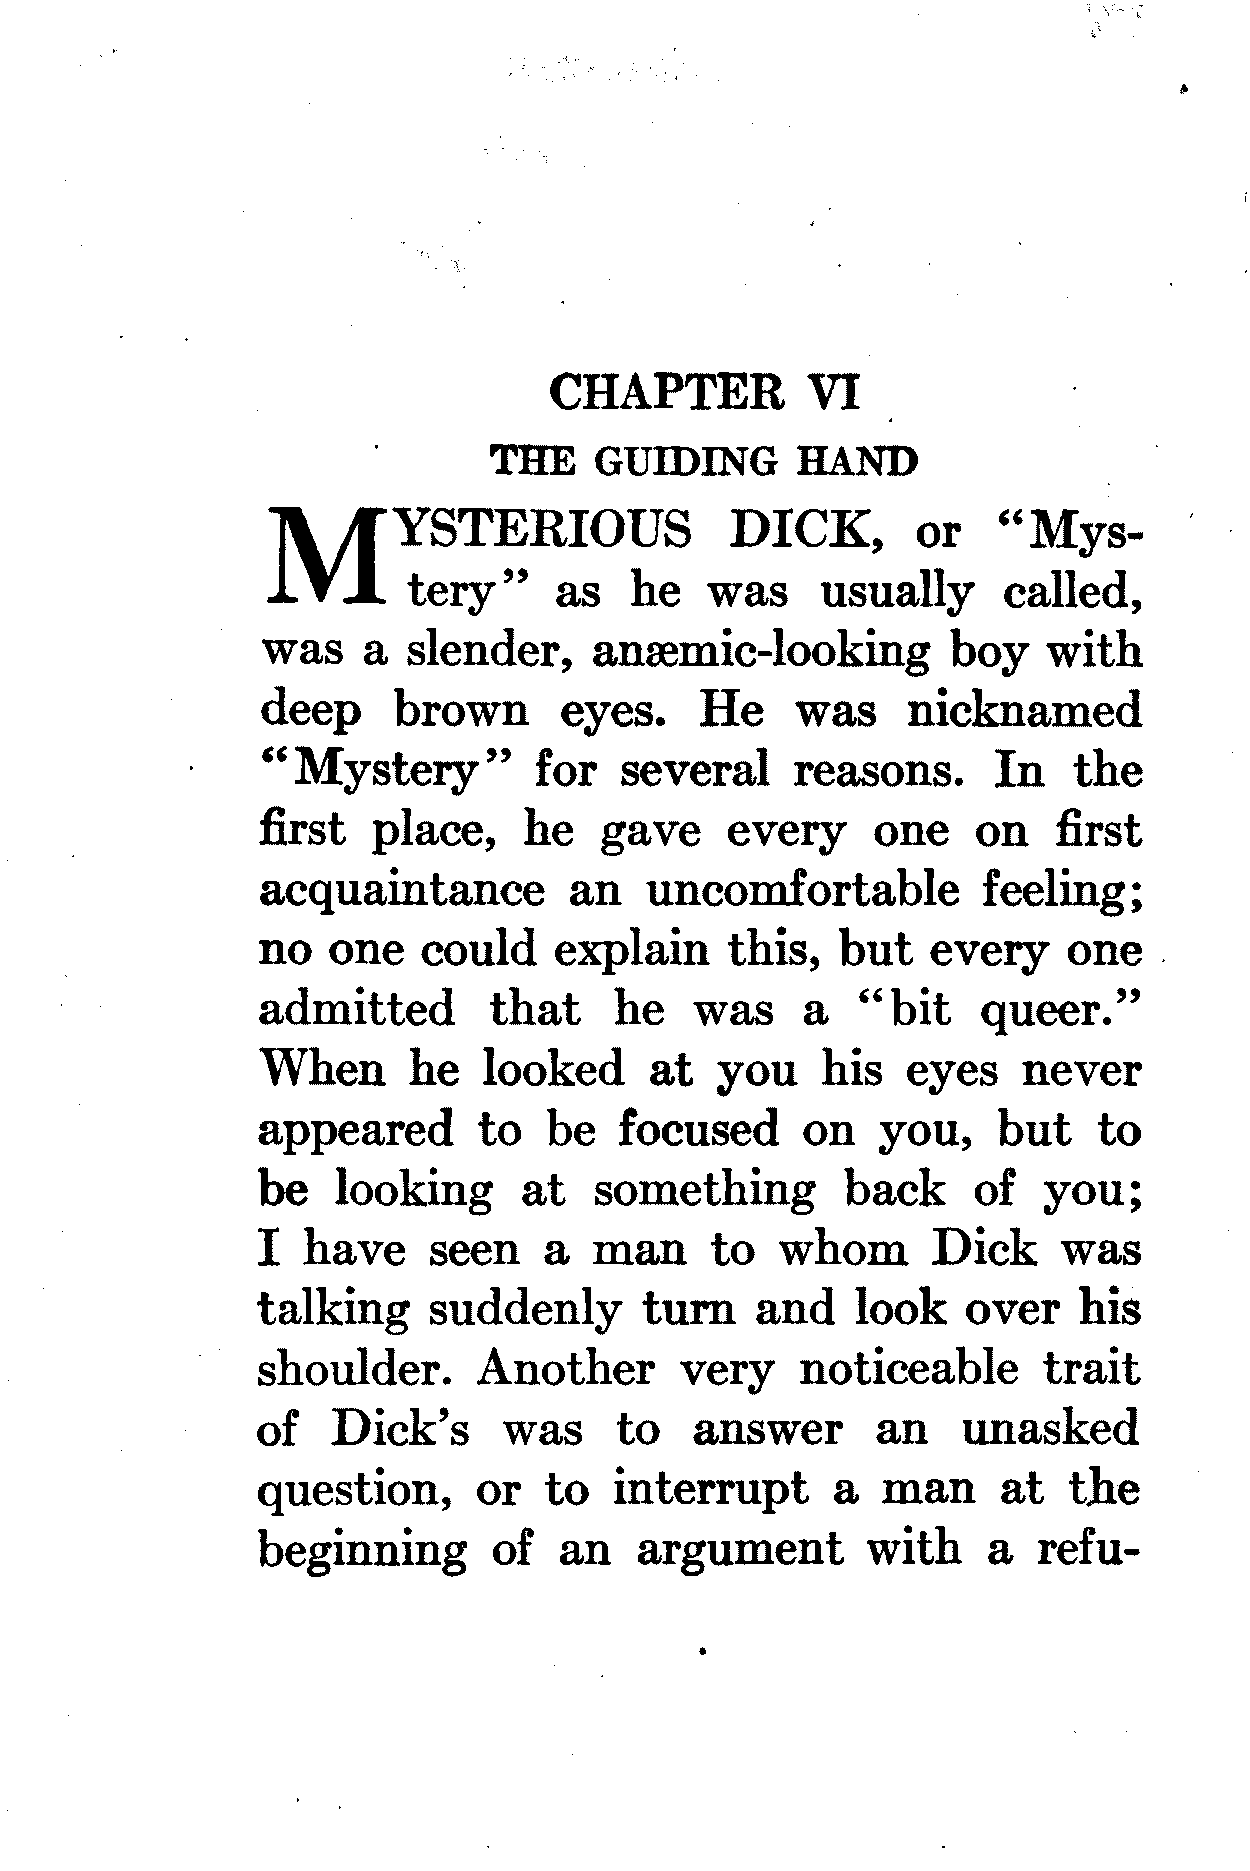 CHAPTER VI
THE GUIDING HAND
MYSTERIOUS DICK, or "Mys-
tery" as he was usually called,
was a slender, anæmic-looking boy with
deep brown eyes. He was nicknamed
"Mystery" for several reasons. In the
first place, he gave every one on first
acquaintance an uncomfortable feeling;
no one could explain this, but every one
admitted that he was a "bit queer."
When he looked at you his eyes never
appeared to be focused on you, but to
be looking at something back of you;
I have seen a man to whom Dick was
talking suddenly turn and look over his
shoulder. Another very noticeable trait
of Dick's was to answer an unasked
question, or to interrupt a man at the
beginning of an argument with a refu-